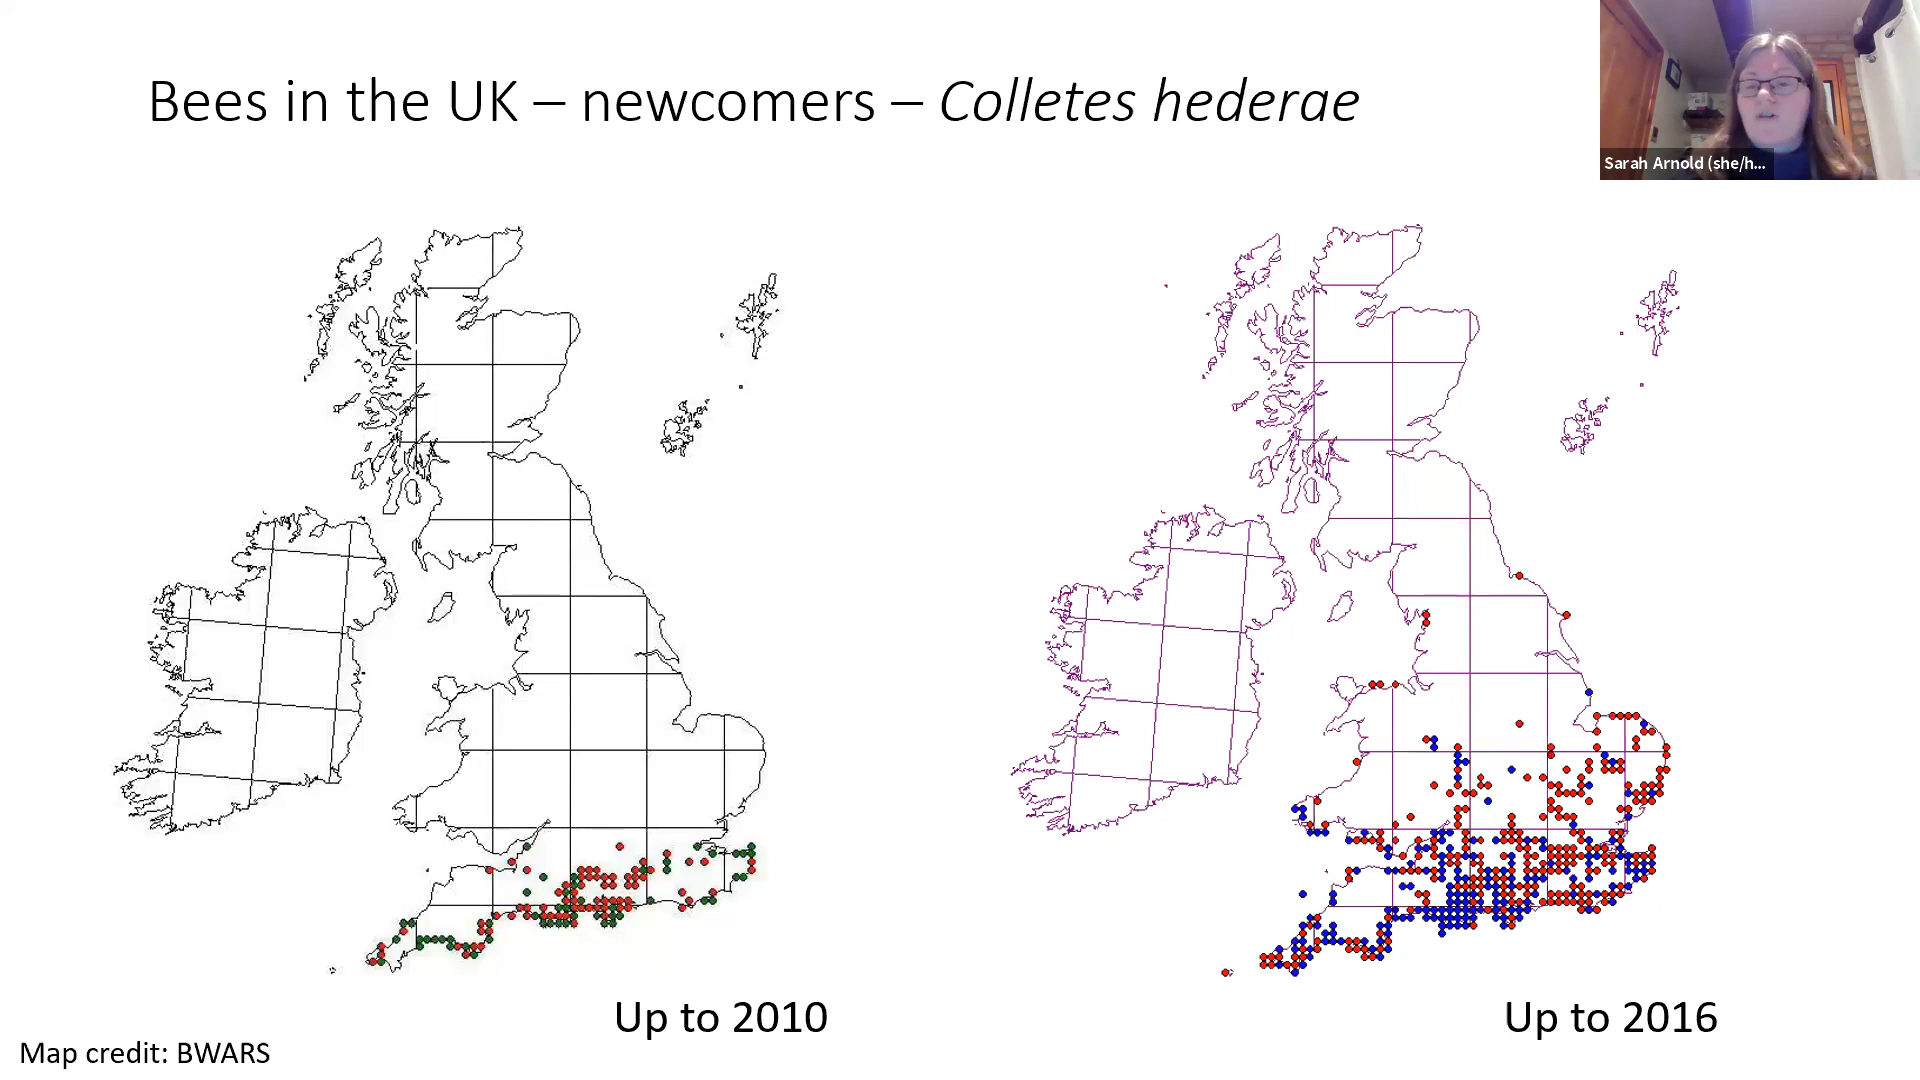 Bees in the UK – newcomers – Colletes hederae
Sarah Arnold (she/h...
Up to 2010
Up to 2016
Map credit: BWARS